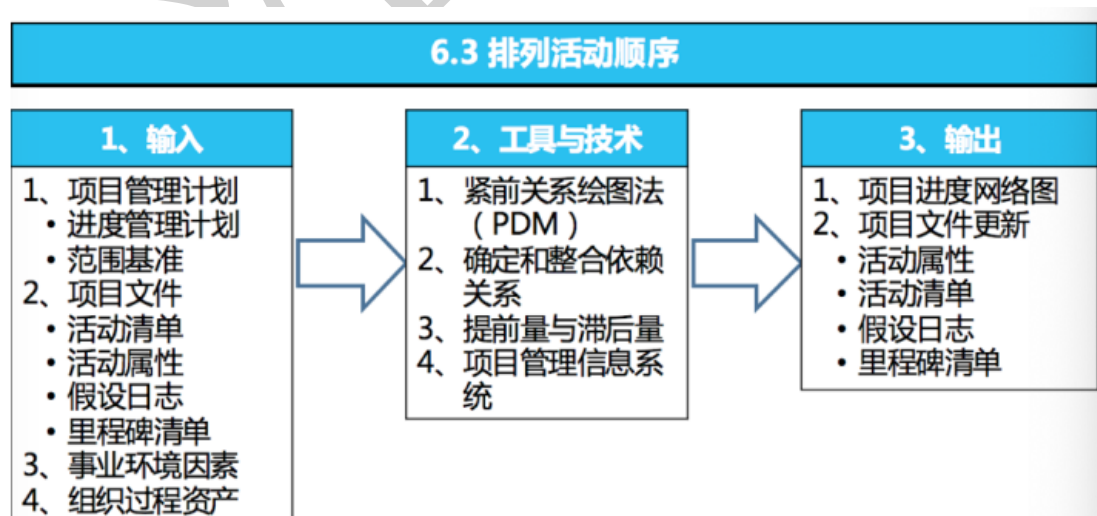 6.3 排列活动顺序
1、输入
1、项目管理计划
• 进度管理计划
• 范围基准
2、项目文件
• 活动清单
• 活动属性
• 假设日志
• 里程碑清单
3、事业环境因素
4、组织过程资产
2、工具与技术
1、紧前关系绘图法
（PDM）
2、确定和整合依赖
关系
3、提前量与滞后量
4、项目管理信息系
统
3、输出
1、项目进度网络图
2、项目文件更新
• 活动属性
• 活动清单
• 假设日志
• 里程碑清单